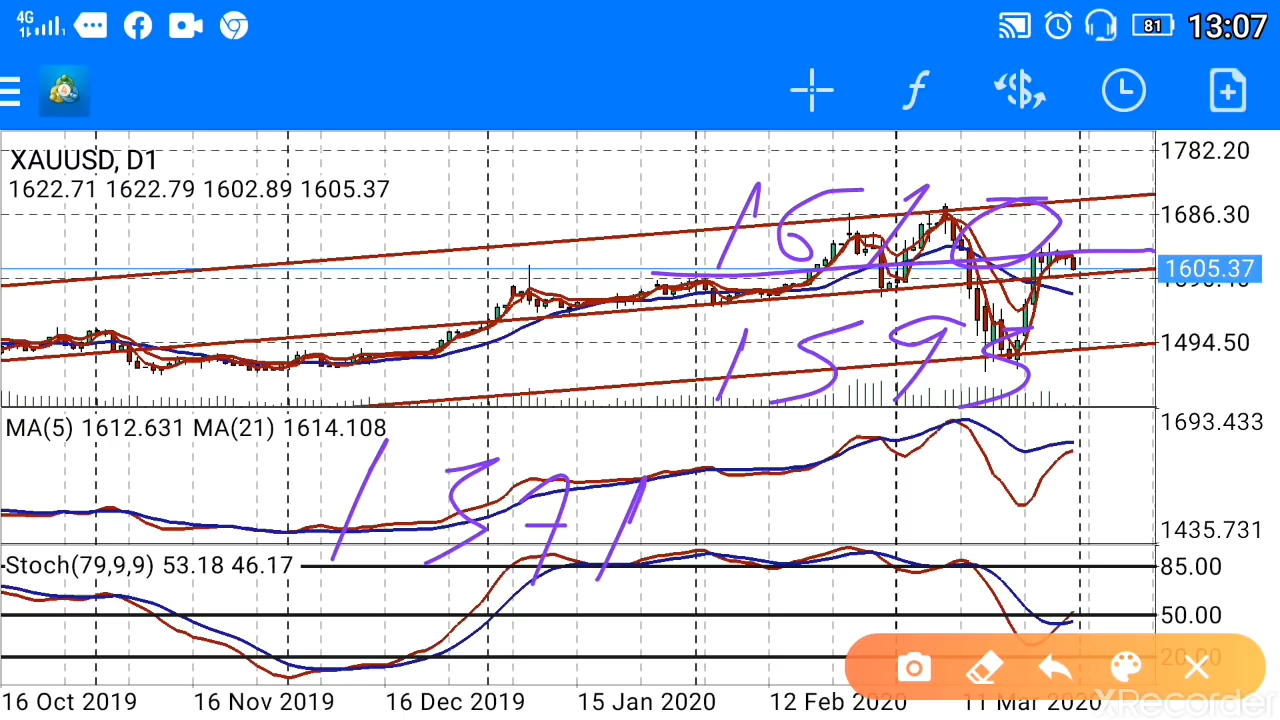 4G 81 13:07
XAUUSD, D1
1622.71 1622.79 1602.89 1605.37
1782.20
1686.30
1605.37
1494.50
1593
MA(5) 1612.631 MA(21) 1614.108
1693.433
1435.731
1571
Stoch(79,9,9) 53.18 46.17
85.00
50.00
20.00
16 Oct 2019 16 Nov 2019 16 Dec 2019 15 Jan 2020 12 Feb 2020 11 Mar 2020
XRecorder